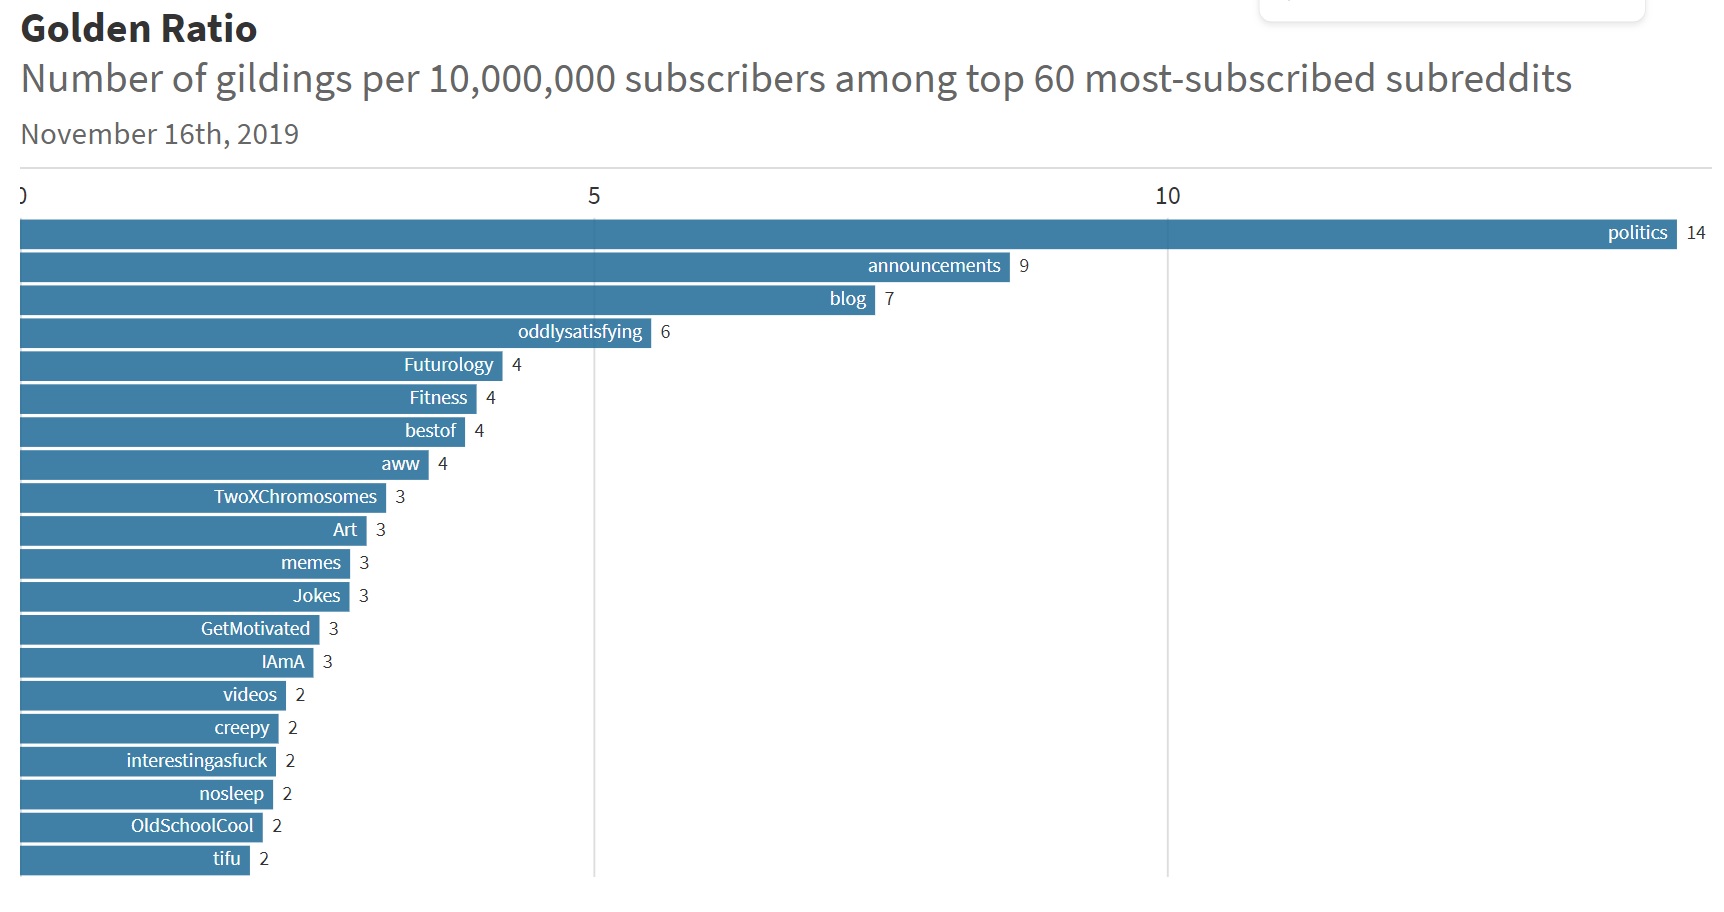 Golden Ratio
Number of gildings per 10,000,000 subscribers among top 60 most-subscribed subreddits
November 16th, 2019
0 5 10
politics 14
announcements 9
blog 7
oddlysatisfying 6
Futurology 4
Fitness 4
bestof 4
aww 4
TwoXChromosomes 3
Art 3
memes 3
Jokes 3
GetMotivated 3
IAmA 3
videos 2
creepy 2
interestingasfuck 2
nosleep 2
OldSchoolCool 2
tifu 2